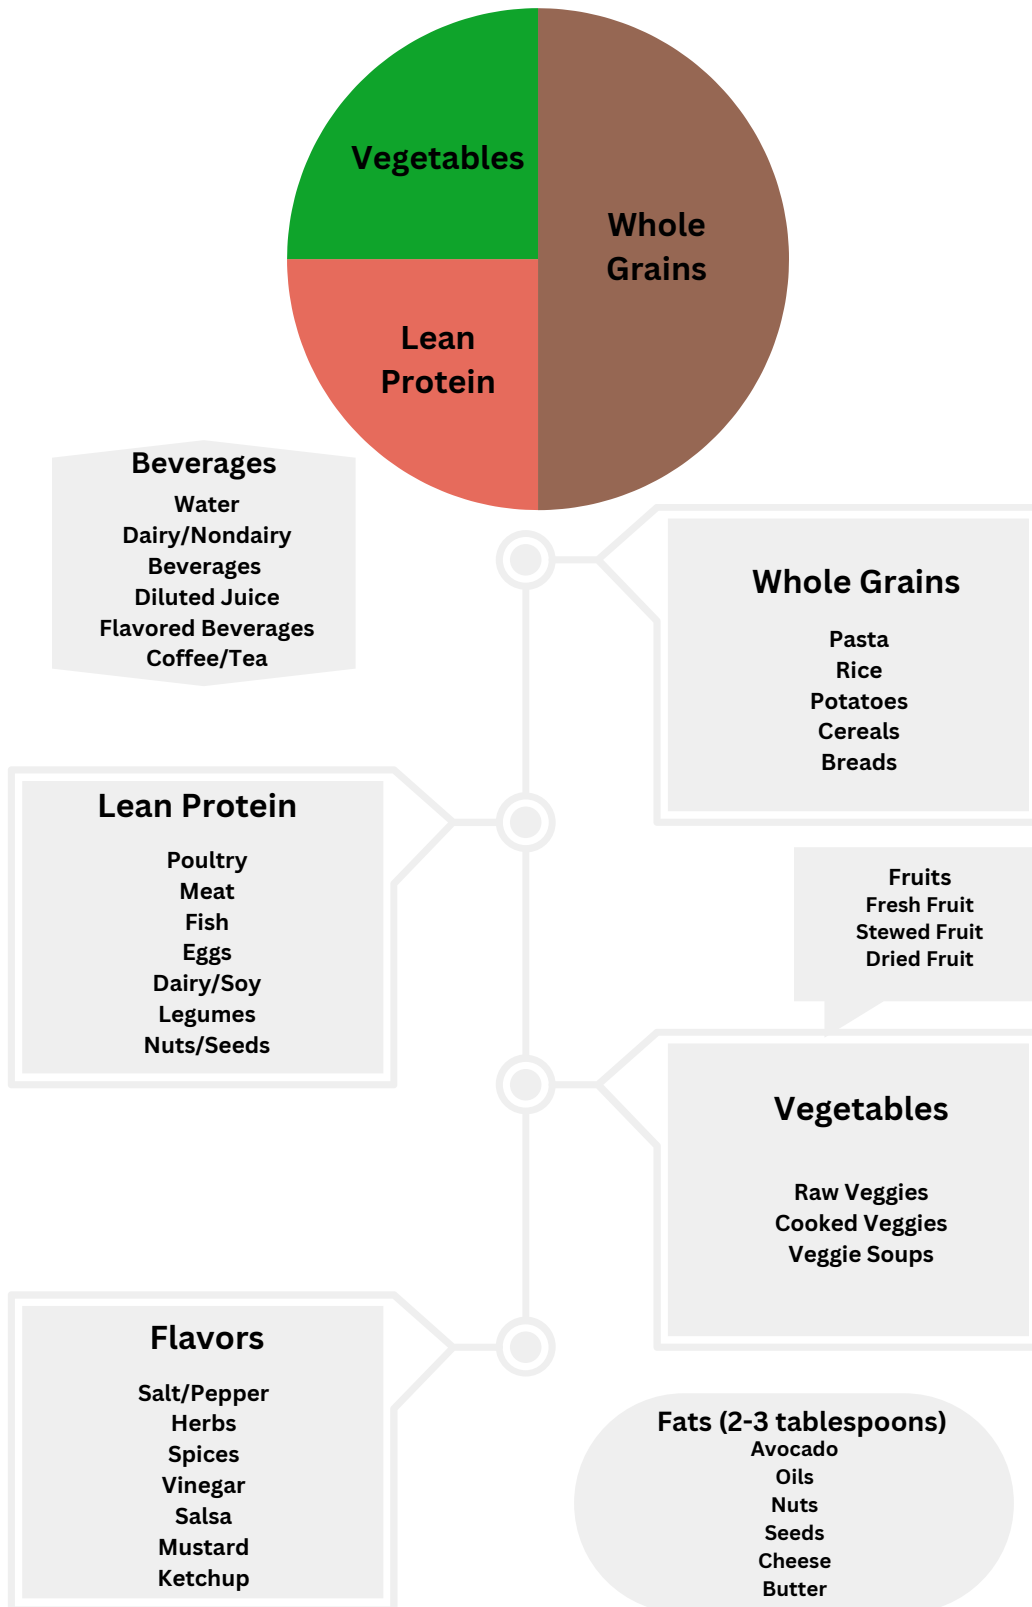 Vegetables
Whole
Grains
Lean
Protein
Beverages
Water
Dairy/Nondairy
Beverages
Diluted Juice
Flavored Beverages
Coffee/Tea
Whole Grains
Pasta
Rice
Potatoes
Cereals
Breads
Lean Protein
Poultry
Meat
Fish
Eggs
Dairy/Soy
Legumes
Nuts/Seeds
Fruits
Fresh Fruit
Stewed Fruit
Dried Fruit
Vegetables
Raw Veggies
Cooked Veggies
Veggie Soups
Flavors
Salt/Pepper
Herbs
Spices
Vinegar
Salsa
Mustard
Ketchup
Fats (2-3 tablespoons)
Avocado
Oils
Nuts
Seeds
Cheese
Butter